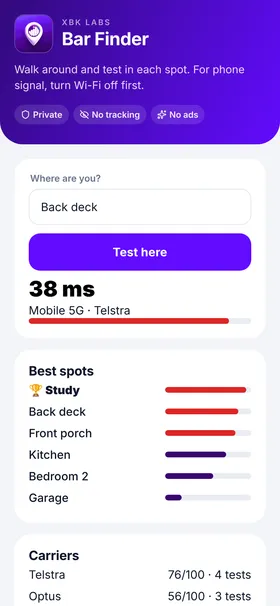 XBK LABS
Bar Finder
Walk around and test in each spot. For phone
signal, turn Wi-Fi off first.
Private
No tracking
No ads
Where are you?
Back deck
Test here
38 ms
Mobile 5G · Telstra
Best spots
🏆 Study
Back deck
Front porch
Kitchen
Bedroom 2
Garage
Carriers
Telstra 76/100 · 4 tests
Optus 56/100 · 3 tests